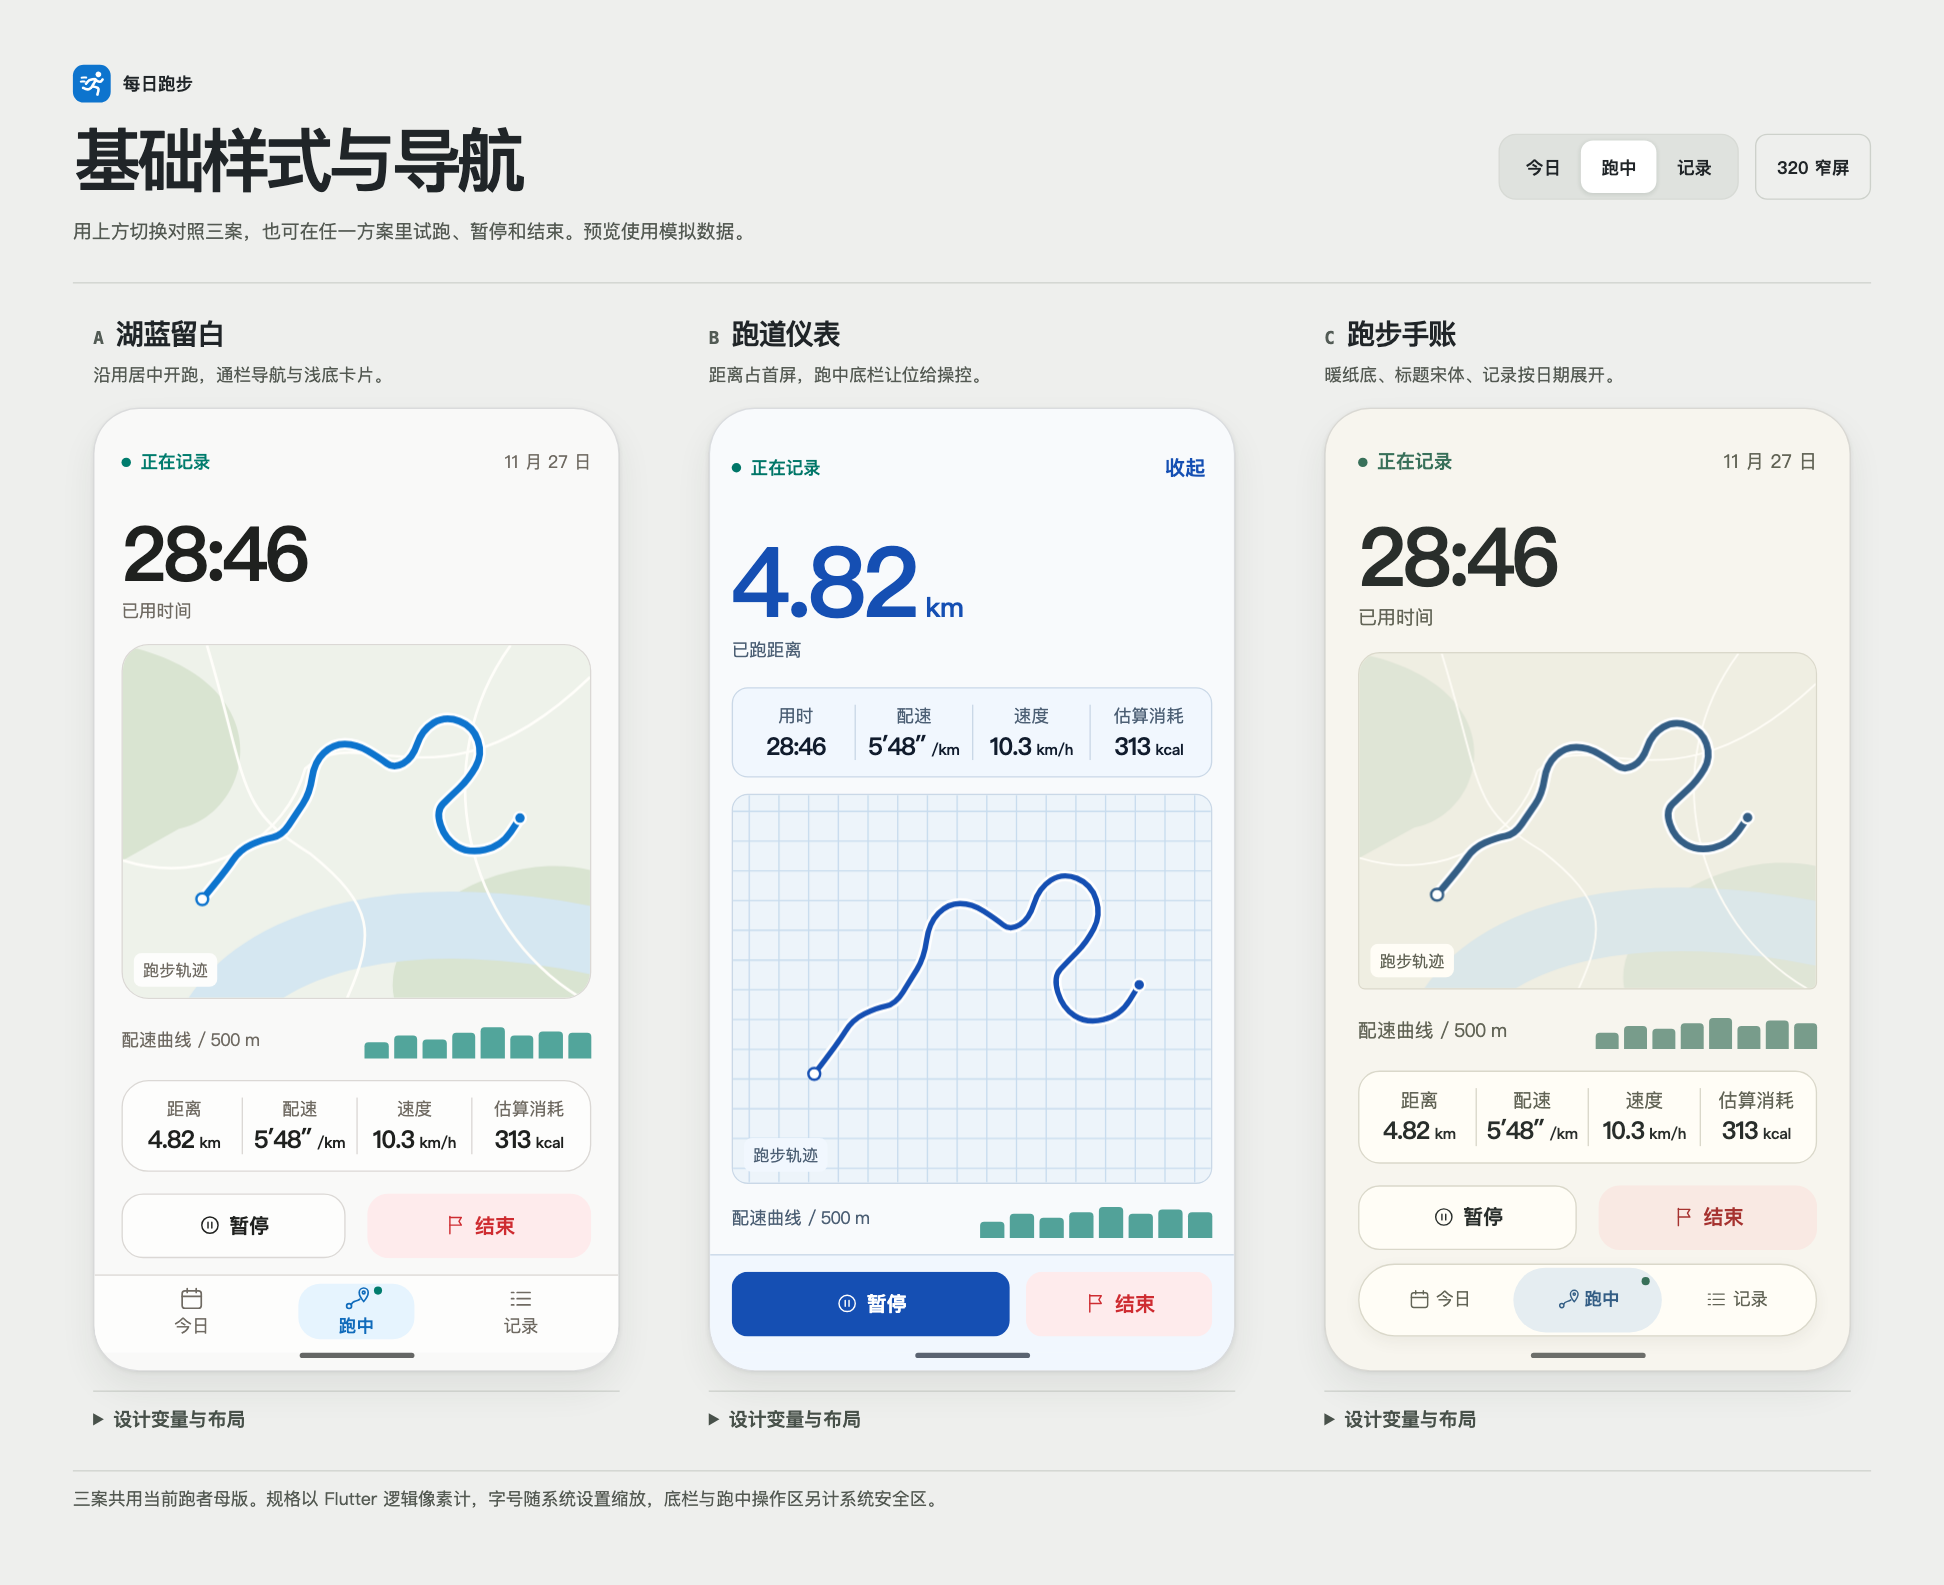 每日跑步
基础样式与导航
用上方切换对照三案，也可在任一方案里试跑、暂停和结束。预览使用模拟数据。
今日
跑中
记录
320 窄屏
A 湖蓝留白
沿用居中开跑，通栏导航与浅底卡片。
正在记录
11 月 27 日
28:46
已用时间
跑步轨迹
配速曲线 / 500 m
距离
4.82 km
配速
5′48″ /km
速度
10.3 km/h
估算消耗
313 kcal
暂停
结束
今日
跑中
记录
设计变量与布局
B 跑道仪表
距离占首屏，跑中底栏让位给操控。
正在记录
收起
4.82 km
已跑距离
用时
28:46
配速
5′48″ /km
速度
10.3 km/h
估算消耗
313 kcal
跑步轨迹
配速曲线 / 500 m
暂停
结束
设计变量与布局
C 跑步手账
暖纸底、标题宋体、记录按日期展开。
正在记录
11 月 27 日
28:46
已用时间
跑步轨迹
配速曲线 / 500 m
距离
4.82 km
配速
5′48″ /km
速度
10.3 km/h
估算消耗
313 kcal
暂停
结束
今日
跑中
记录
设计变量与布局
三案共用当前跑者母版。规格以 Flutter 逻辑像素计，字号随系统设置缩放，底栏与跑中操作区另计系统安全区。